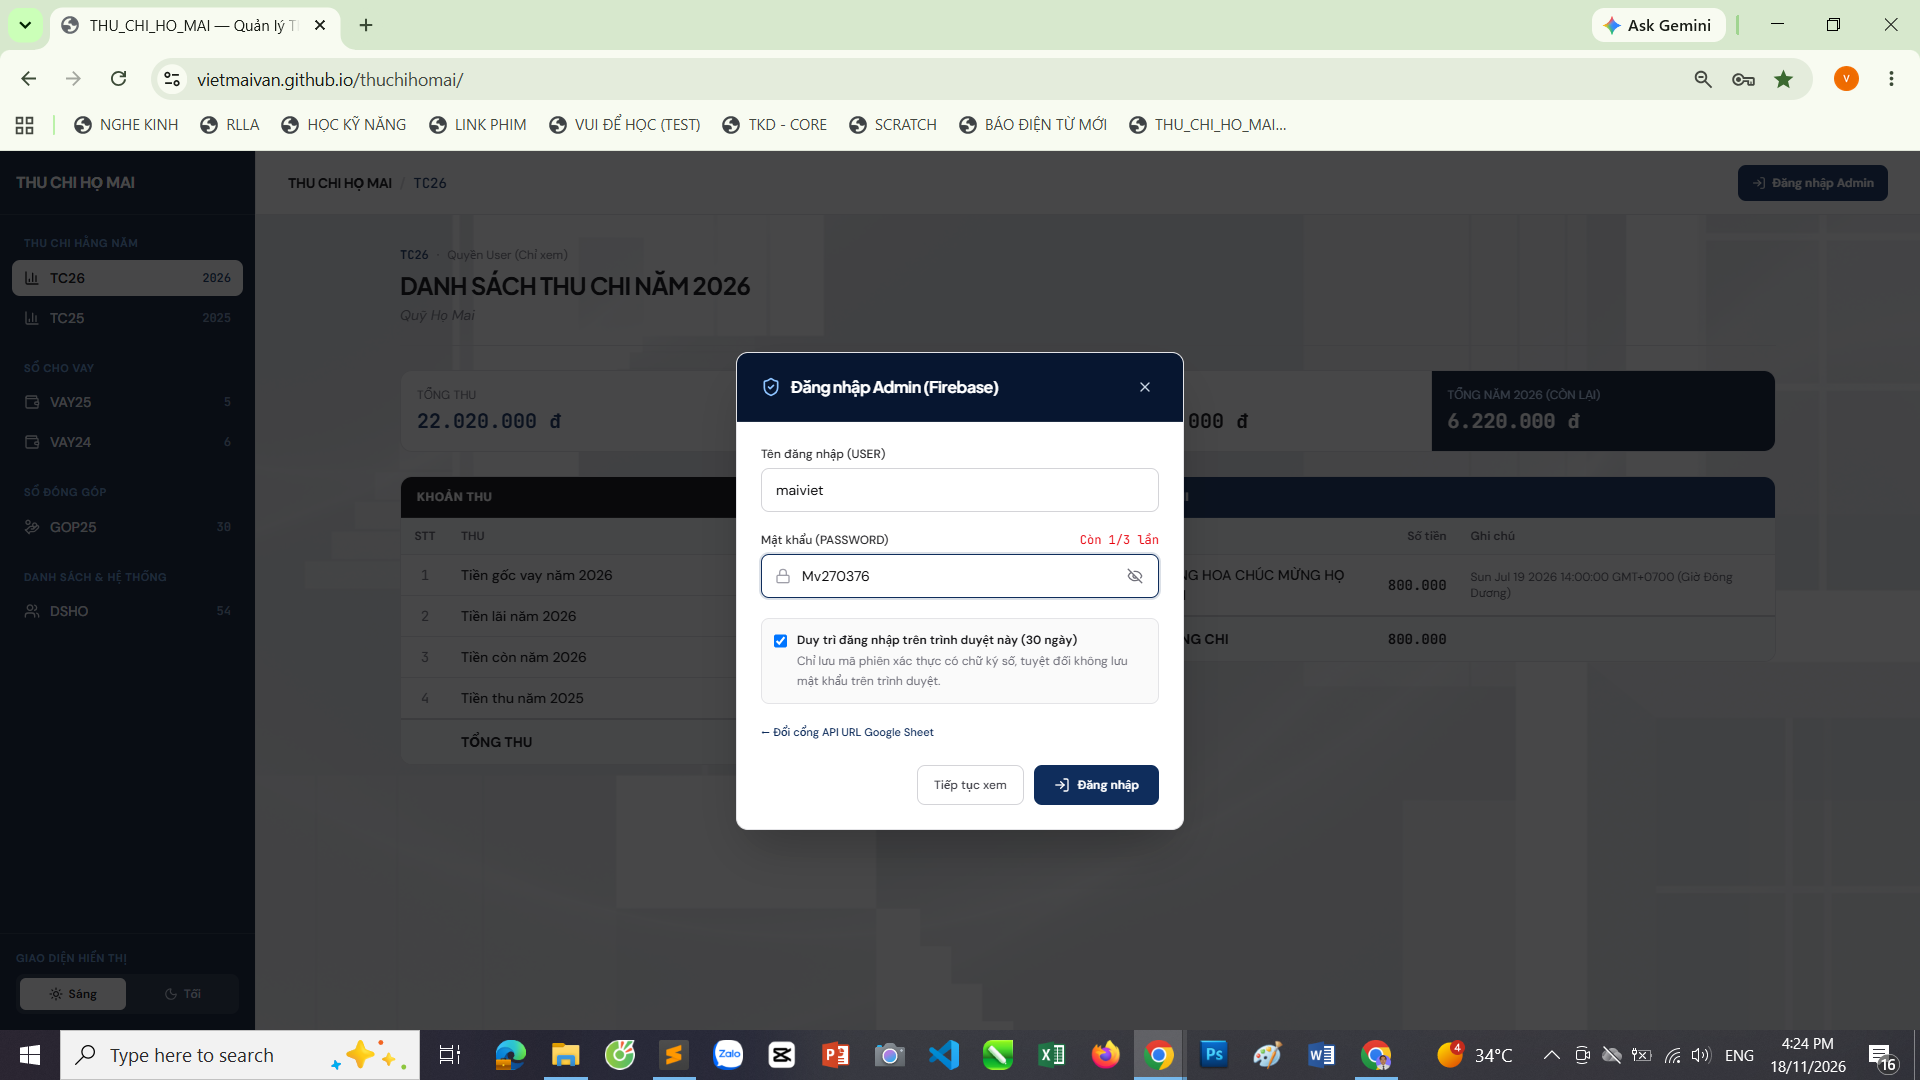 THU_CHI_HO_MAI — Quản lý T
Ask Gemini
vietmaivan.github.io/thuchihomai/
V
NGHE KINH
RLLA
HỌC KỸ NĂNG
LINK PHIM
VUI ĐỂ HỌC (TEST)
TKD - CORE
SCRATCH
BÁO ĐIỆN TỪ MỚI
THU_CHI_HO_MAI...
THU CHI HỌ MAI
THU CHI HỌ MAI / TC26
Đăng nhập Admin
THU CHI HẰNG NĂM
TC26 2026
TC25 2025
SỔ CHO VAY
VAY25 5
VAY24 6
SỔ ĐÓNG GÓP
GOP25 30
DANH SÁCH & HỆ THỐNG
DSHO 54
GIAO DIỆN HIỂN THỊ
Sáng
Tối
TC26 · Quyền User (Chỉ xem)
DANH SÁCH THU CHI NĂM 2026
Quỹ Họ Mai
TỔNG THU
22.020.000 đ
000 đ
TỔNG NĂM 2026 (CÒN LẠI)
6.220.000 đ
KHOẢN THU
STT THU
1 Tiền gốc vay năm 2026
2 Tiền lãi năm 2026
3 Tiền còn năm 2026
4 Tiền thu năm 2025
TỔNG THU
Số tiền Ghi chú
NG HOA CHÚC MỪNG HỌ
800.000
Sun Jul 19 2026 14:00:00 GMT+0700 (Giờ Đông
Dương)
NG CHI 800.000
Đăng nhập Admin (Firebase)
Tên đăng nhập (USER)
maiviet
Mật khẩu (PASSWORD) Còn 1/3 lần
Mv270376
Duy trì đăng nhập trên trình duyệt này (30 ngày)
Chỉ lưu mã phiên xác thực có chữ ký số, tuyệt đối không lưu
mật khẩu trên trình duyệt.
← Đổi cổng API URL Google Sheet
Tiếp tục xem
Đăng nhập
Type here to search
Zalo
4
34°C
ENG
4:24 PM
18/11/2026
16